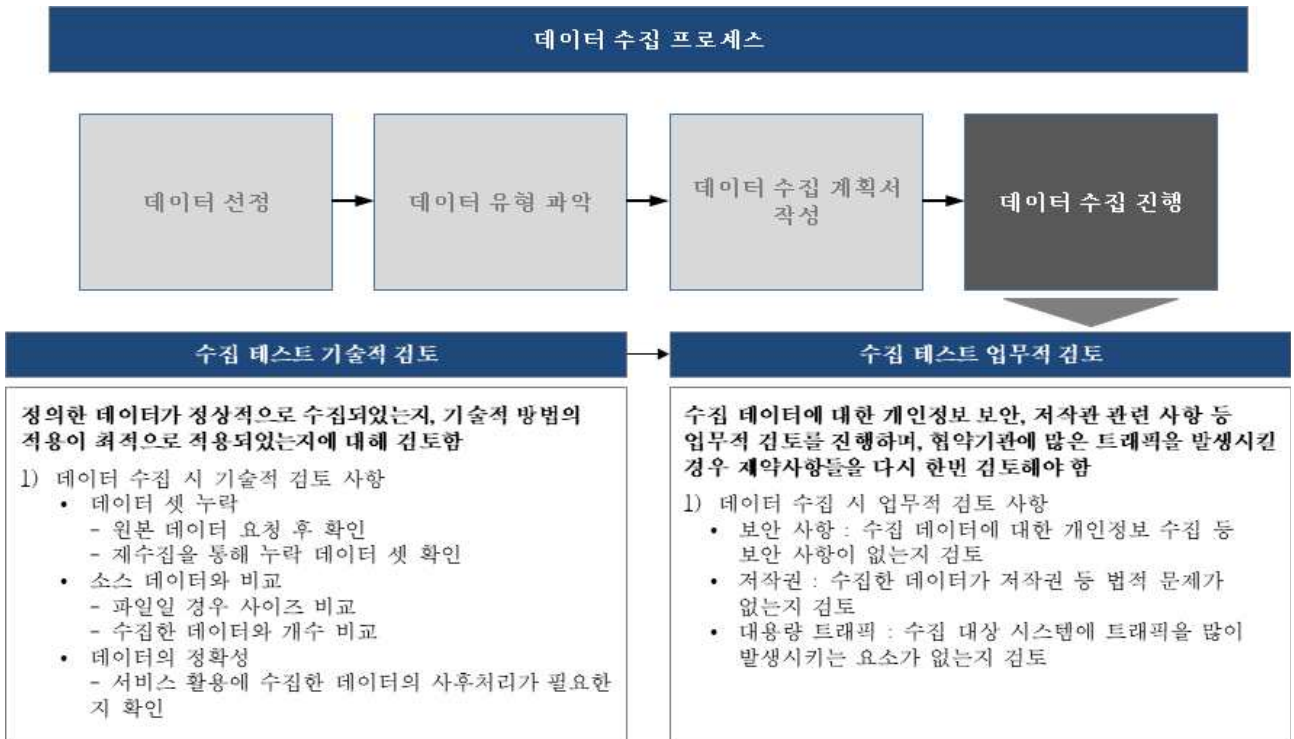 데이터 수집 프로세스
데이터 선정
데이터 유형 파악
데이터 수집 계획서
작성
데이터 수집 진행
수집 테스트 기술적 검토
정의한 데이터가 정상적으로 수집되었는지, 기술적 방법의
적용이 최적으로 적용되었는지에 대해 검토함
1) 데이터 수집 시 기술적 검토 사항
• 데이터 셋 누락
- 원본 데이터 요청 후 확인
- 재수집을 통해 누락 데이터 셋 확인
• 소스 데이터와 비교
- 파일일 경우 사이즈 비교
- 수집한 데이터와 개수 비교
• 데이터의 정확성
- 서비스 활용에 수집한 데이터의 사후처리가 필요한
지 확인
수집 테스트 업무적 검토
수집 데이터에 대한 개인정보 보안, 저작관 관련 사항 등
업무적 검토를 진행하며, 협약기관에 많은 트래픽을 발생시킬
경우 제약사항들을 다시 한번 검토해야 함
1) 데이터 수집 시 업무적 검토 사항
• 보안 사항 : 수집 데이터에 대한 개인정보 수집 등
보안 사항이 없는지 검토
• 저작권 : 수집한 데이터가 저작권 등 법적 문제가
없는지 검토
• 대용량 트래픽 : 수집 대상 시스템에 트래픽을 많이
발생시키는 요소가 없는지 검토